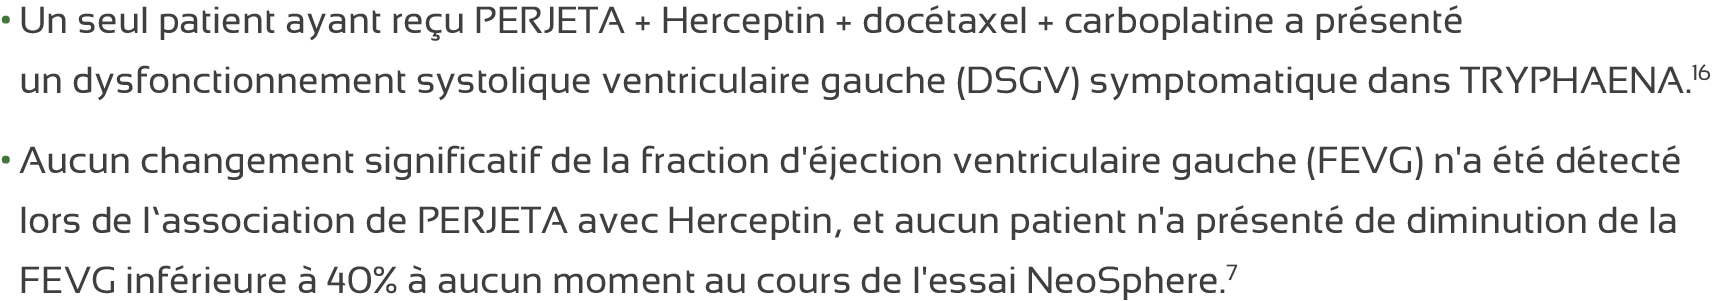 • Un seul patient ayant reçu PERJETA + Herceptin + docétaxel + carboplatine a présenté
un dysfonctionnement systolique ventriculaire gauche (DSGV) symptomatique dans TRYPHAENA.16
• Aucun changement significatif de la fraction d'éjection ventriculaire gauche (FEVG) n'a été détecté
lors de l‘association de PERJETA avec Herceptin, et aucun patient n'a présenté de diminution de la
FEVG inférieure à 40% à aucun moment au cours de l'essai NeoSphere.7